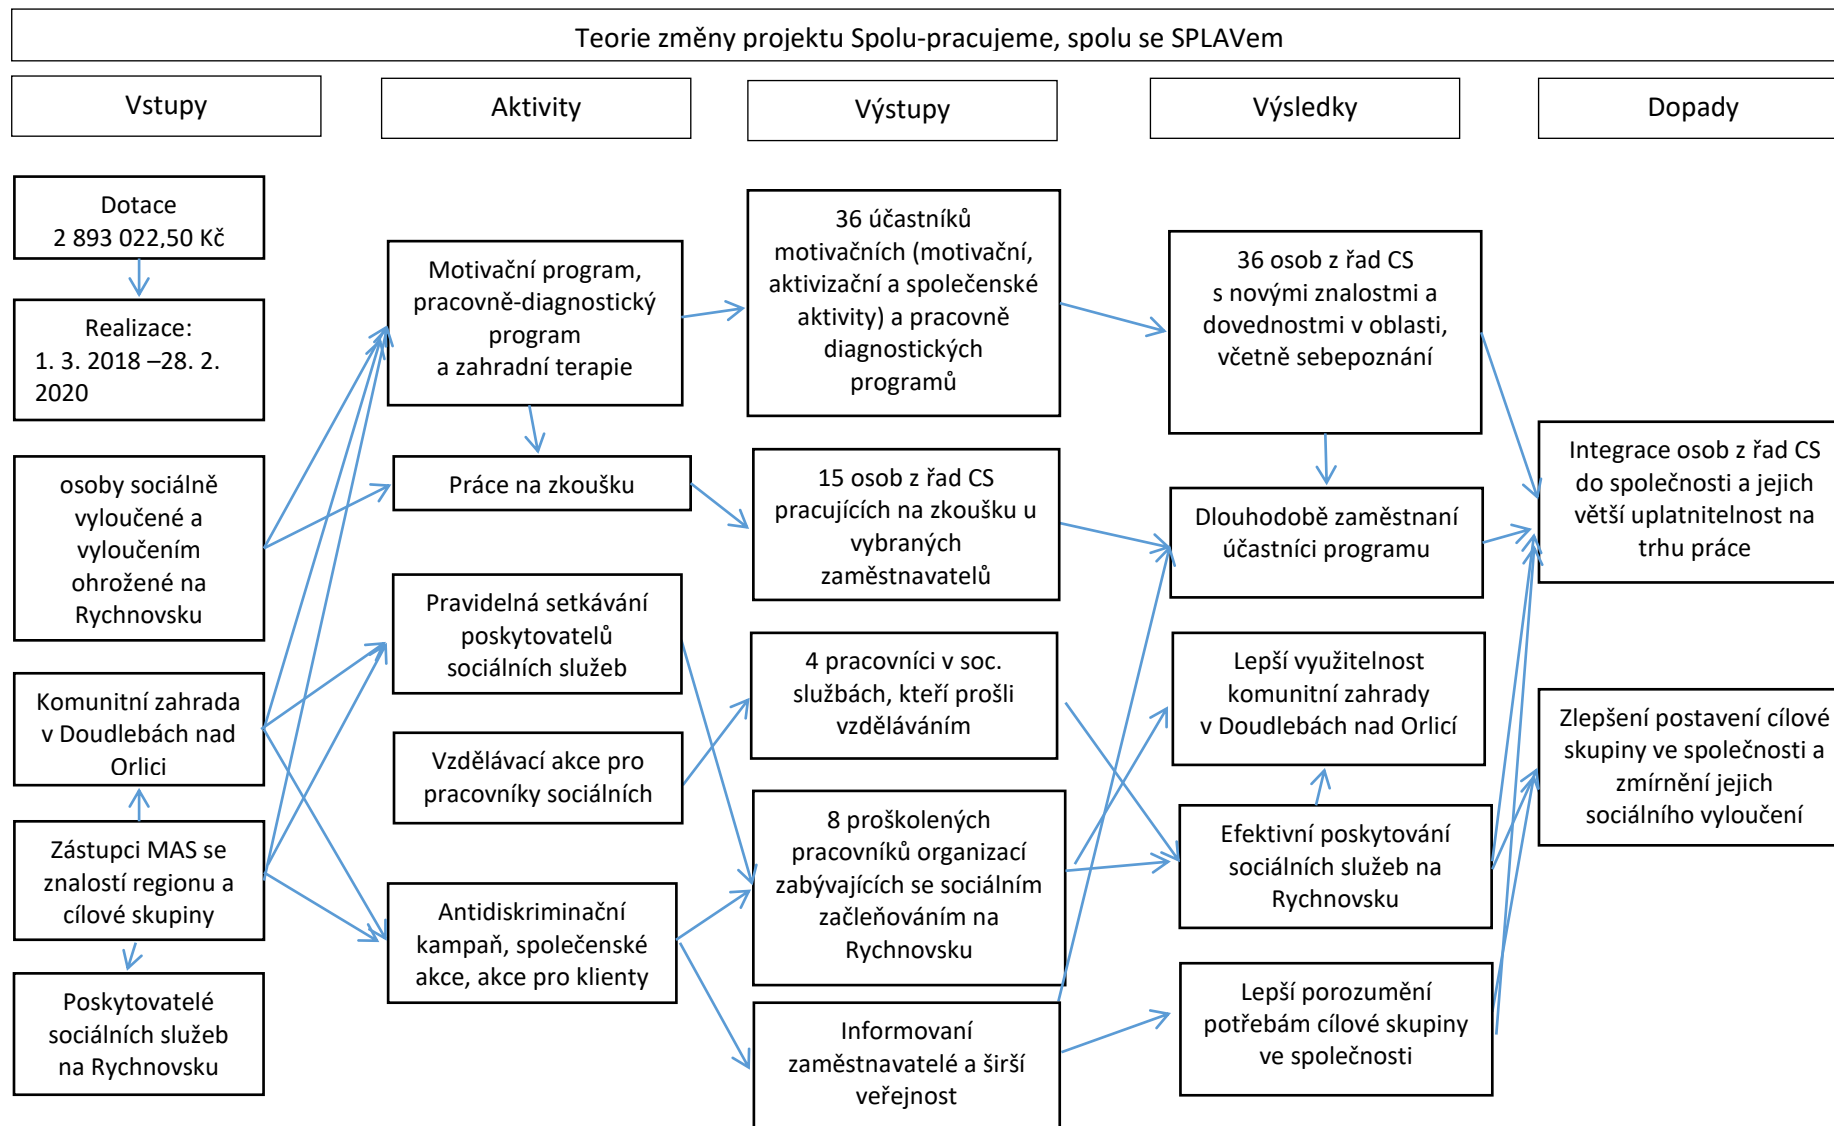 Teorie změny projektu Spolu-pracujeme, spolu se SPLAVem
Vstupy
Aktivity
Výstupy
Výsledky
Dopady
Dotace
2 893 022,50 Kč
Realizace:
1. 3. 2018 –28. 2.
2020
osoby sociálně
vyloučené a
vyloučením
ohrožené na
Rychnovsku
Komunitní zahrada
v Doudlebách nad
Orlici
Zástupci MAS se
znalostí regionu a
cílové skupiny
Poskytovatelé
sociálních služeb
na Rychnovsku
Motivační program,
pracovně-diagnostický
program
a zahradní terapie
Práce na zkoušku
Pravidelná setkávání
poskytovatelů
sociálních služeb
Vzdělávací akce pro
pracovníky sociálních
Antidiskriminační
kampaň, společenské
akce, akce pro klienty
36 účastníků
motivačních (motivační,
aktivizační a společenské
aktivity) a pracovně
diagnostických
programů
15 osob z řad CS
pracujících na zkoušku u
vybraných
zaměstnavatelů
4 pracovníci v soc.
službách, kteří prošli
vzděláváním
8 proškolených
pracovníků organizací
zabývajících se sociálním
začleňováním na
Rychnovsku
Informovaní
zaměstnavatelé a širší
veřejnost
36 osob z řad CS
s novými znalostmi a
dovednostmi v oblasti,
včetně sebepoznání
Dlouhodobě zaměstnaní
účastníci programu
Lepší využitelnost
komunitní zahrady
v Doudlebách nad Orlicí
Efektivní poskytování
sociálních služeb na
Rychnovsku
Lepší porozumění
potřebám cílové skupiny
ve společnosti
Integrace osob z řad CS
do společnosti a jejich
větší uplatnitelnost na
trhu práce
Zlepšení postavení cílové
skupiny ve společnosti a
zmírnění jejich
sociálního vyloučení